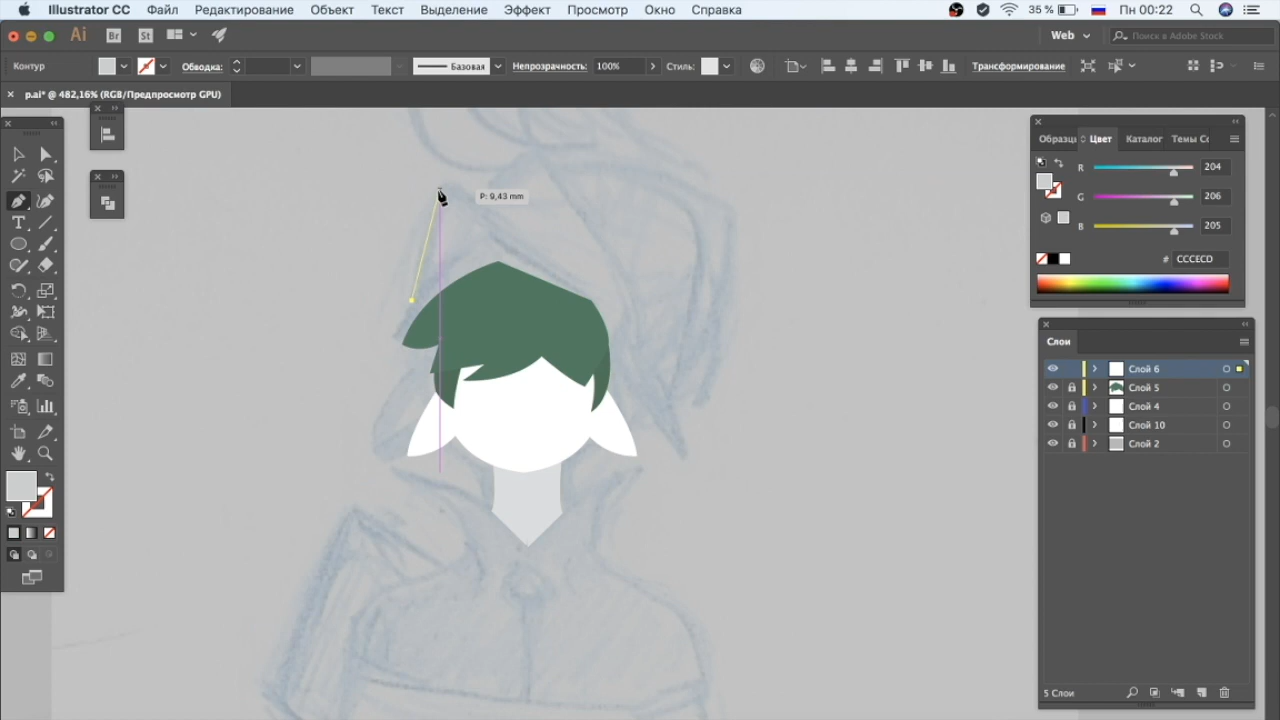 Illustrator CC Файл Редактирование Объект Текст Выделение Эффект Просмотр Окно Справка 35 % Пн 00:22
Ai Br St Web Поиск в Adobe Stock
Контур Обводка: Базовая Непрозрачность: 100% Стиль: Трансформирование
p.ai* @ 482,16% (RGB/Предпросмотр GPU)
Образцы Цвет Каталог Темы Cc
R 204
G 206
B 205
# CCCECD
P: 9,43 mm
Слои
Слой 6
Слой 5
Слой 4
Слой 10
Слой 2
5 Слои